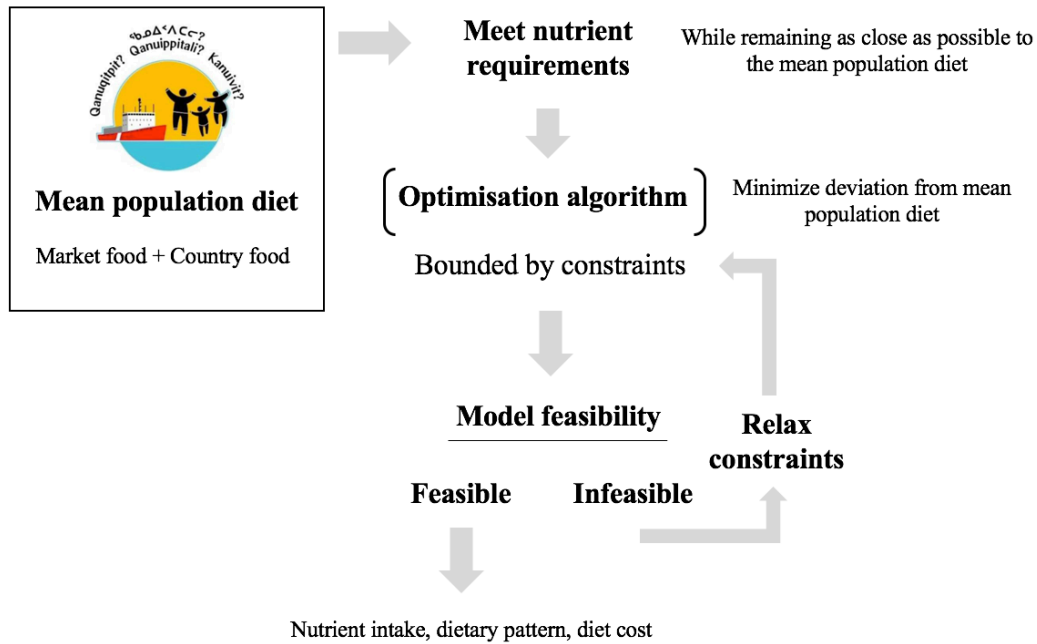 Qanuqitpit? Qanuippitali? Kanuivit?
Mean population diet
Market food + Country food
Meet nutrient
requirements
While remaining as close as possible to
the mean population diet
Optimisation algorithm
Minimize deviation from mean
population diet
Bounded by constraints
Model feasibility
Relax
constraints
Feasible
Infeasible
Nutrient intake, dietary pattern, diet cost